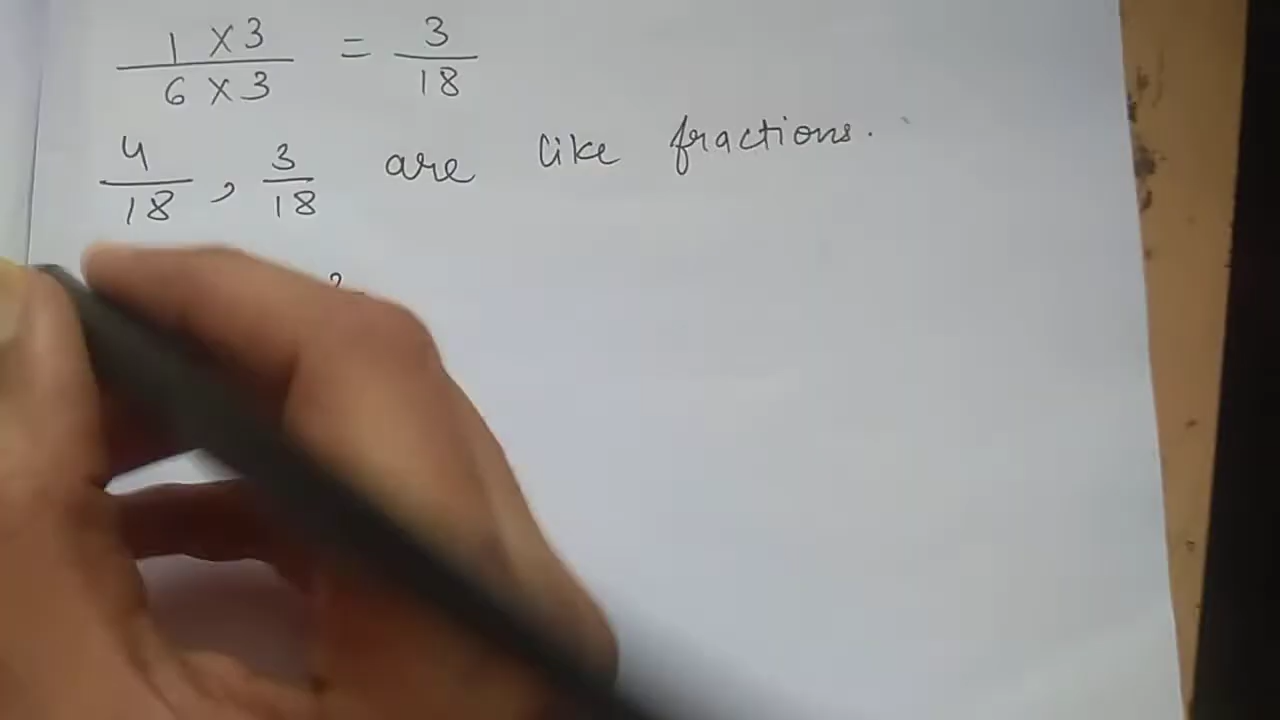 1 × 3 / 6 × 3 = 3 / 18
4/18 , 3/18 are like fractions.